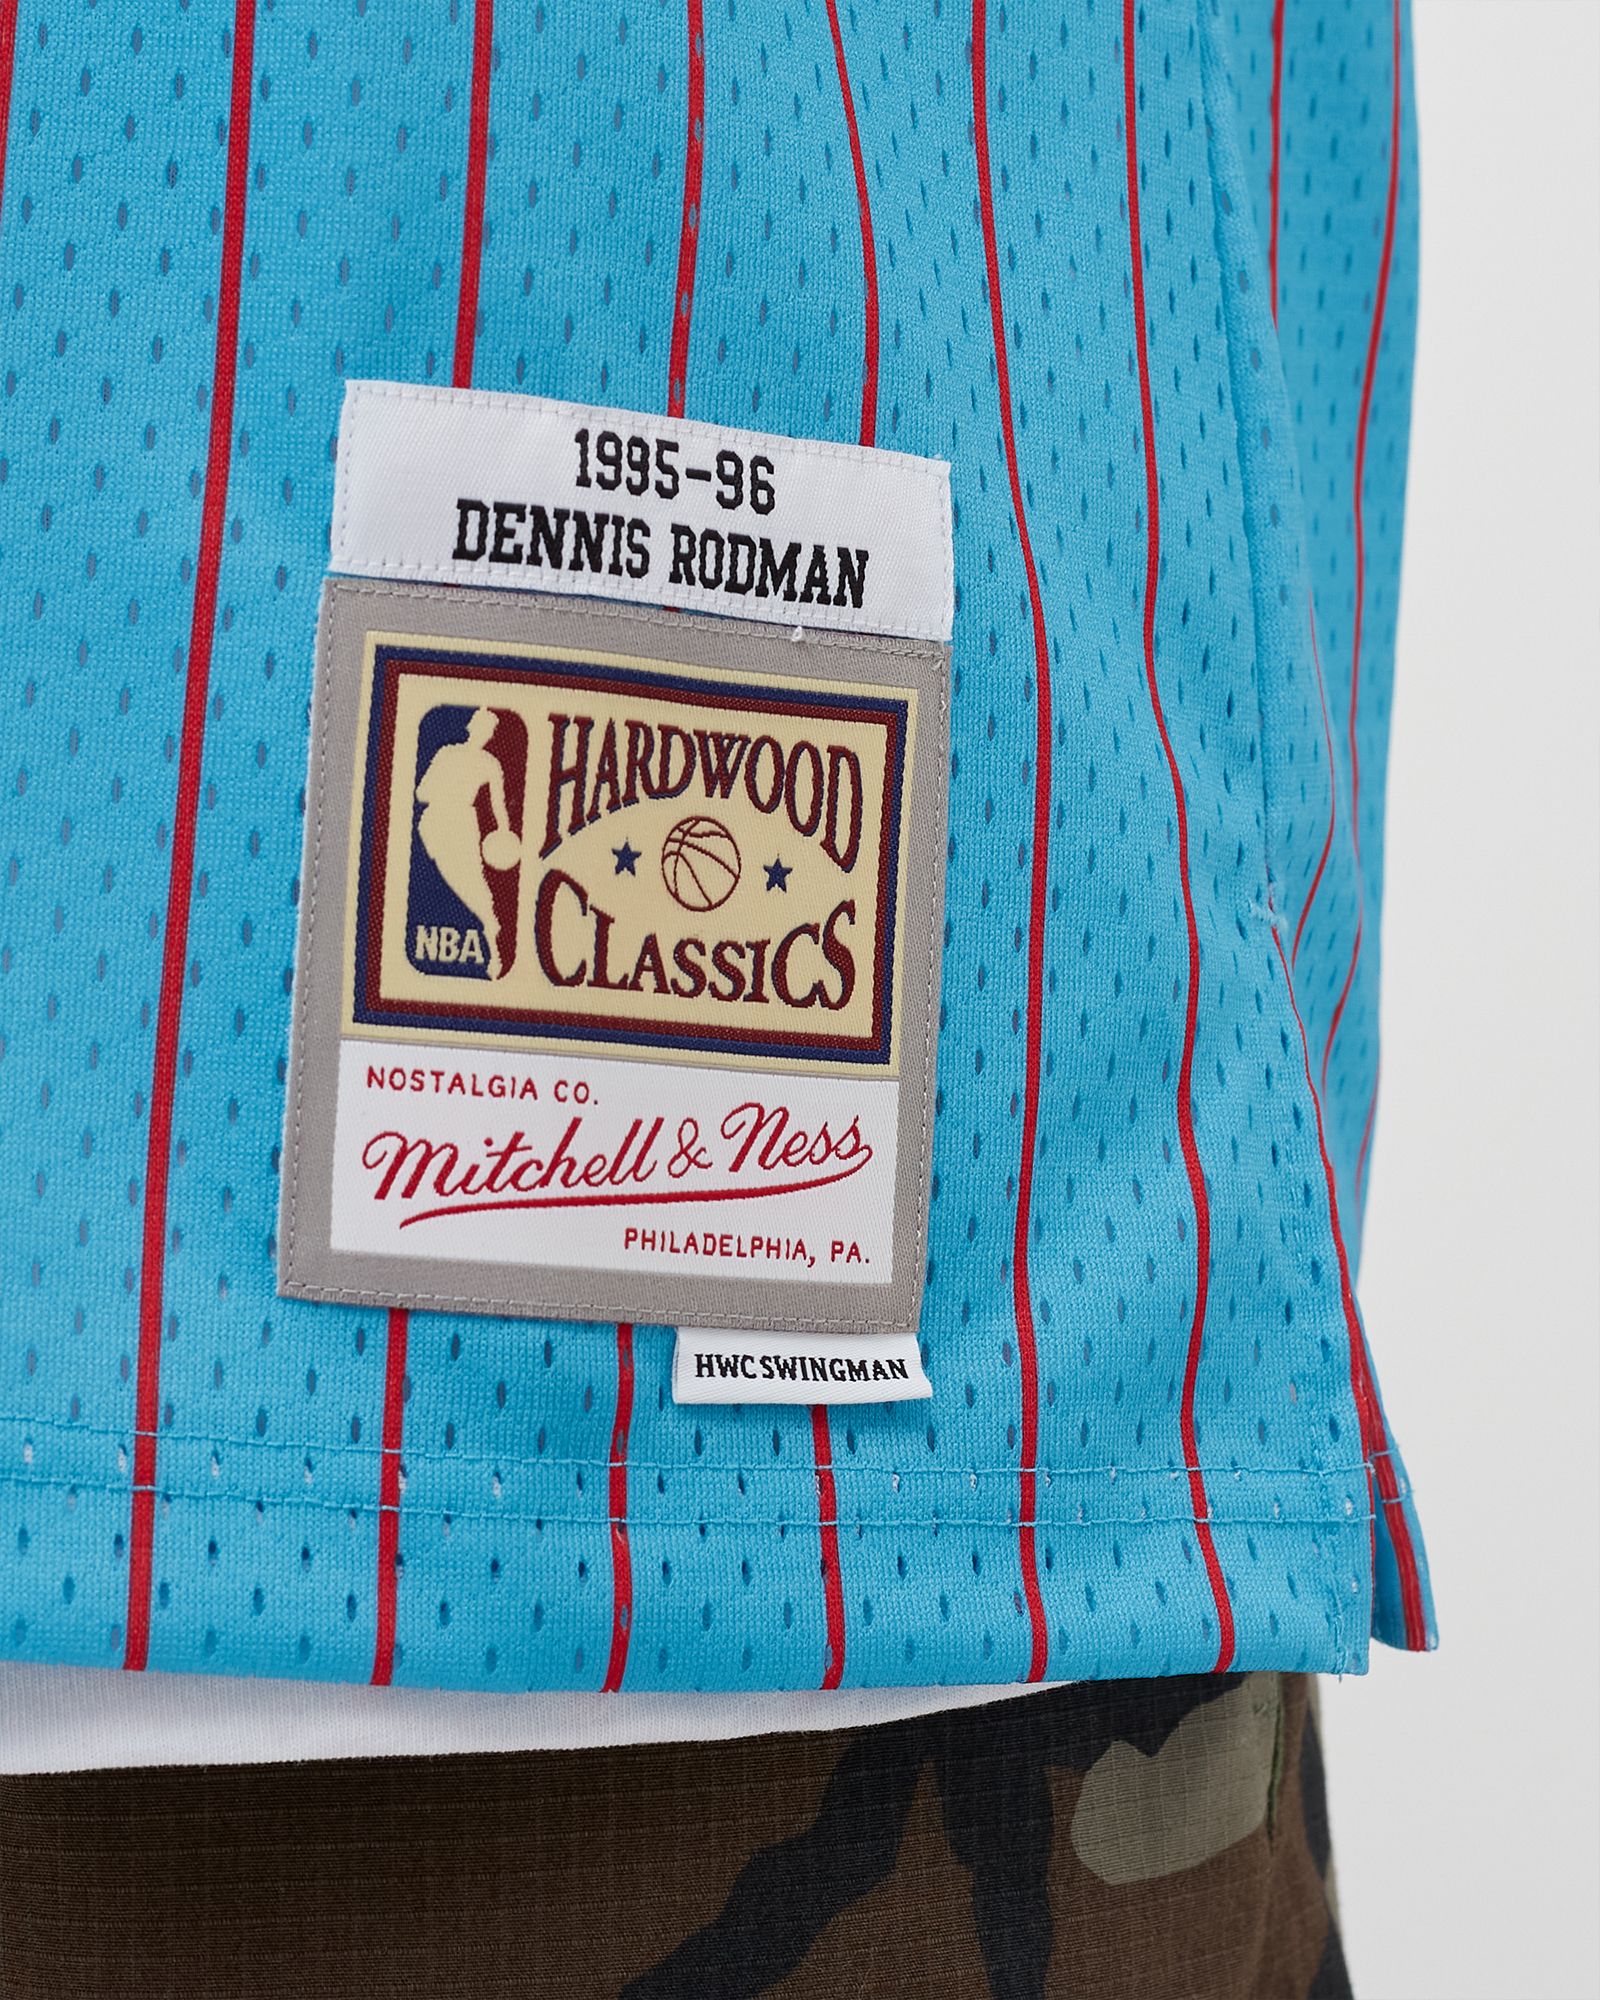 1995-96
DENNIS RODMAN
HARDWOOD
CLASSICS
NBA
NOSTALGIA CO.
Mitchell & Ness
PHILADELPHIA, PA.
HWC SWINGMAN